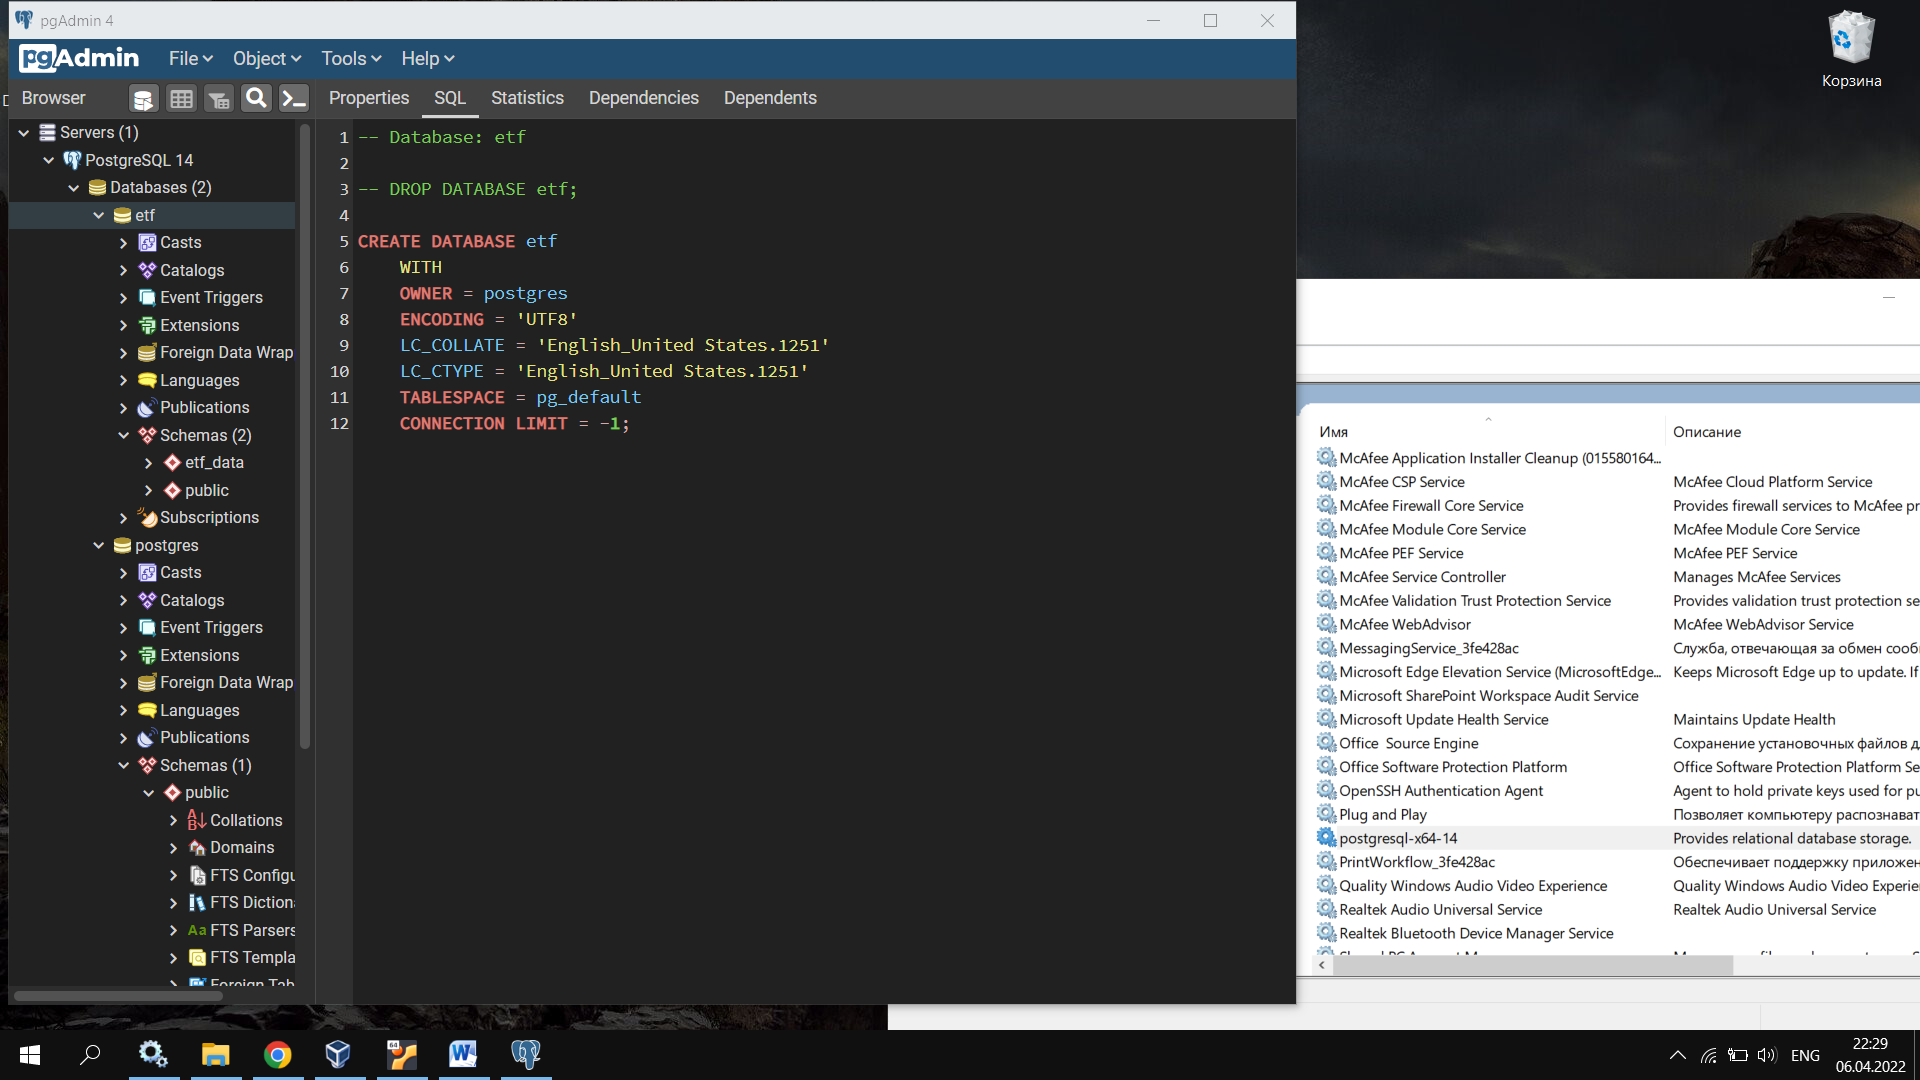 pgAdmin 4
pgAdmin File Object Tools Help
Browser
Properties SQL Statistics Dependencies Dependents
Servers (1)
PostgreSQL 14
Databases (2)
etf
Casts
Catalogs
Event Triggers
Extensions
Foreign Data Wrap
Languages
Publications
Schemas (2)
etf_data
public
Subscriptions
postgres
Casts
Catalogs
Event Triggers
Extensions
Foreign Data Wrap
Languages
Publications
Schemas (1)
public
Collations
Domains
FTS Configu
FTS Diction
Aa FTS Parsers
FTS Templa
Foreign Tab
1 -- Database: etf
2
3 -- DROP DATABASE etf;
4
5 CREATE DATABASE etf
6 WITH
7 OWNER = postgres
8 ENCODING = 'UTF8'
9 LC_COLLATE = 'English_United States.1251'
10 LC_CTYPE = 'English_United States.1251'
11 TABLESPACE = pg_default
12 CONNECTION LIMIT = -1;
Корзина
Имя Описание
McAfee Application Installer Cleanup (015580164...
McAfee CSP Service McAfee Cloud Platform Service
McAfee Firewall Core Service Provides firewall services to McAfee pr
McAfee Module Core Service McAfee Module Core Service
McAfee PEF Service McAfee PEF Service
McAfee Service Controller Manages McAfee Services
McAfee Validation Trust Protection Service Provides validation trust protection se
McAfee WebAdvisor McAfee WebAdvisor Service
MessagingService_3fe428ac Служба, отвечающая за обмен сооб
Microsoft Edge Elevation Service (MicrosoftEdge... Keeps Microsoft Edge up to update. If
Microsoft SharePoint Workspace Audit Service
Microsoft Update Health Service Maintains Update Health
Office  Source Engine Сохранение установочных файлов д
Office Software Protection Platform Office Software Protection Platform Se
OpenSSH Authentication Agent Agent to hold private keys used for pu
Plug and Play Позволяет компьютеру распознават
postgresql-x64-14 Provides relational database storage.
PrintWorkflow_3fe428ac Обеспечивает поддержку приложен
Quality Windows Audio Video Experience Quality Windows Audio Video Experie
Realtek Audio Universal Service Realtek Audio Universal Service
Realtek Bluetooth Device Manager Service
64
ENG
22:29
06.04.2022